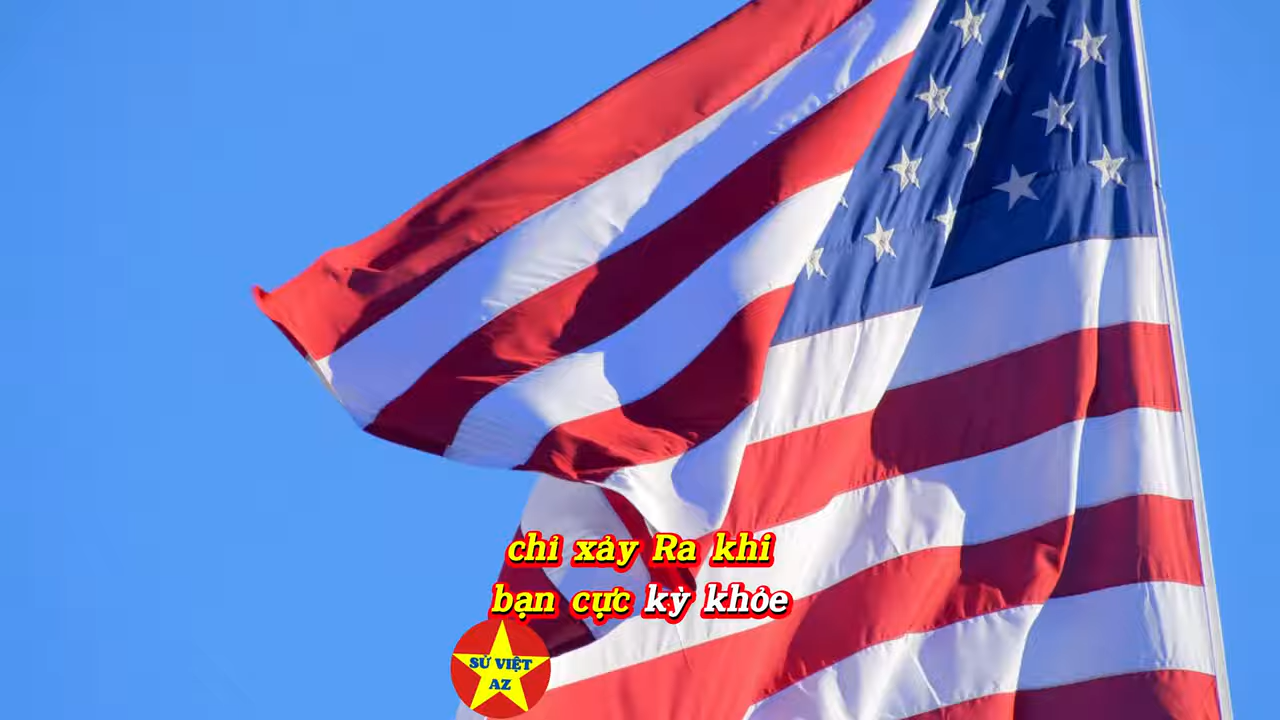 chỉ xảy Ra khi
bạn cực kỳ khỏe
SỬ VIỆT
AZ